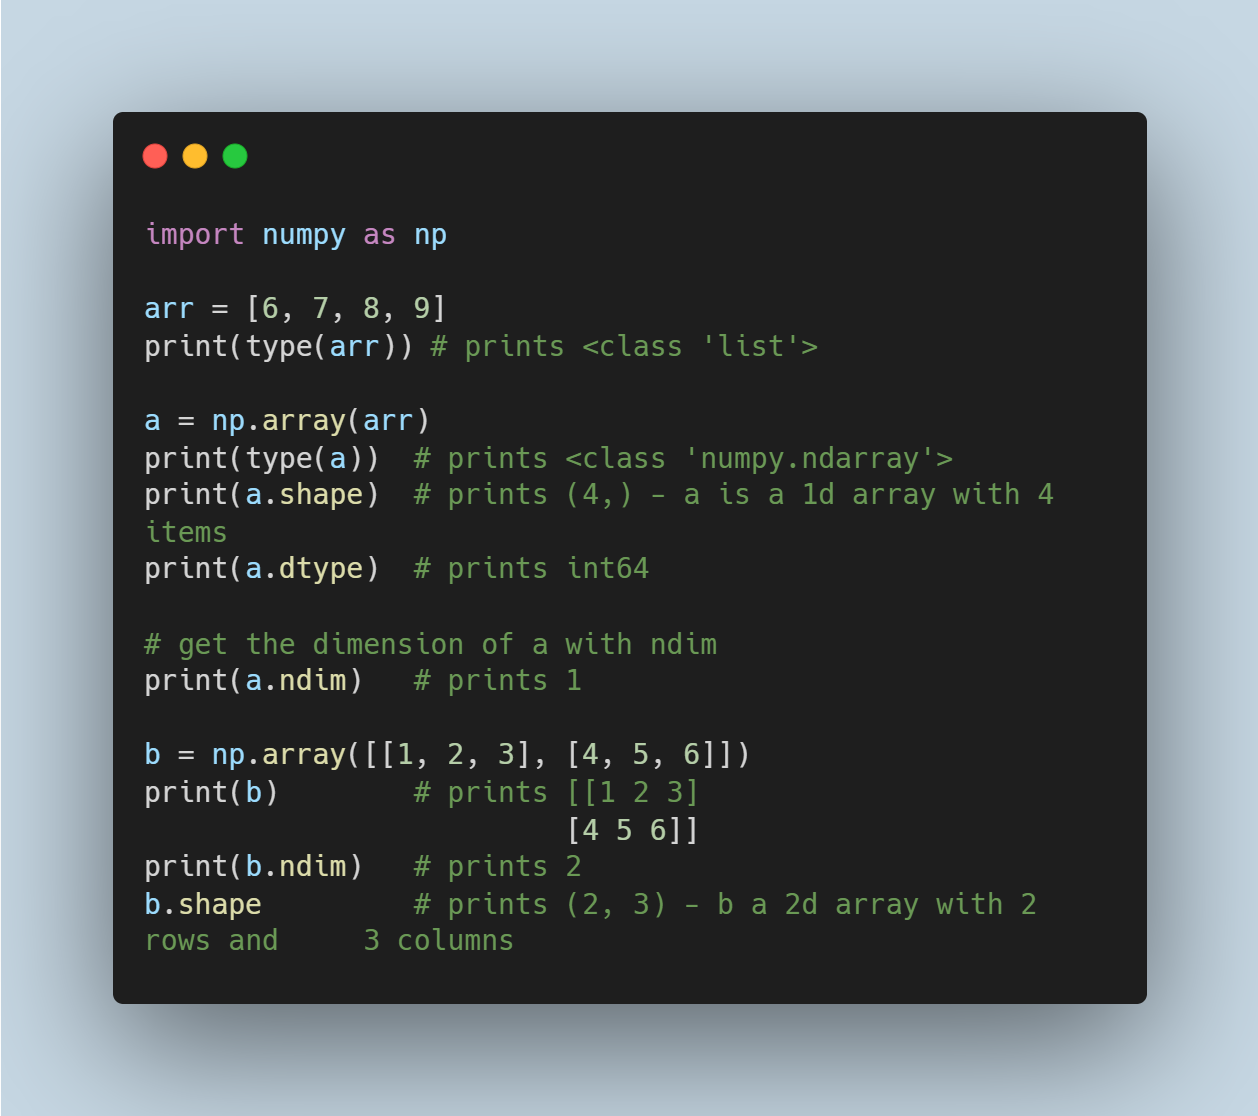 import numpy as np

arr = [6, 7, 8, 9]
print(type(arr)) # prints <class 'list'>

a = np.array(arr)
print(type(a))  # prints <class 'numpy.ndarray'>
print(a.shape)  # prints (4,) – a is a 1d array with 4
items
print(a.dtype)  # prints int64

# get the dimension of a with ndim
print(a.ndim)   # prints 1

b = np.array([[1, 2, 3], [4, 5, 6]])
print(b)        # prints [[1 2 3]
                         [4 5 6]]
print(b.ndim)   # prints 2
b.shape         # prints (2, 3) – b a 2d array with 2
rows and     3 columns